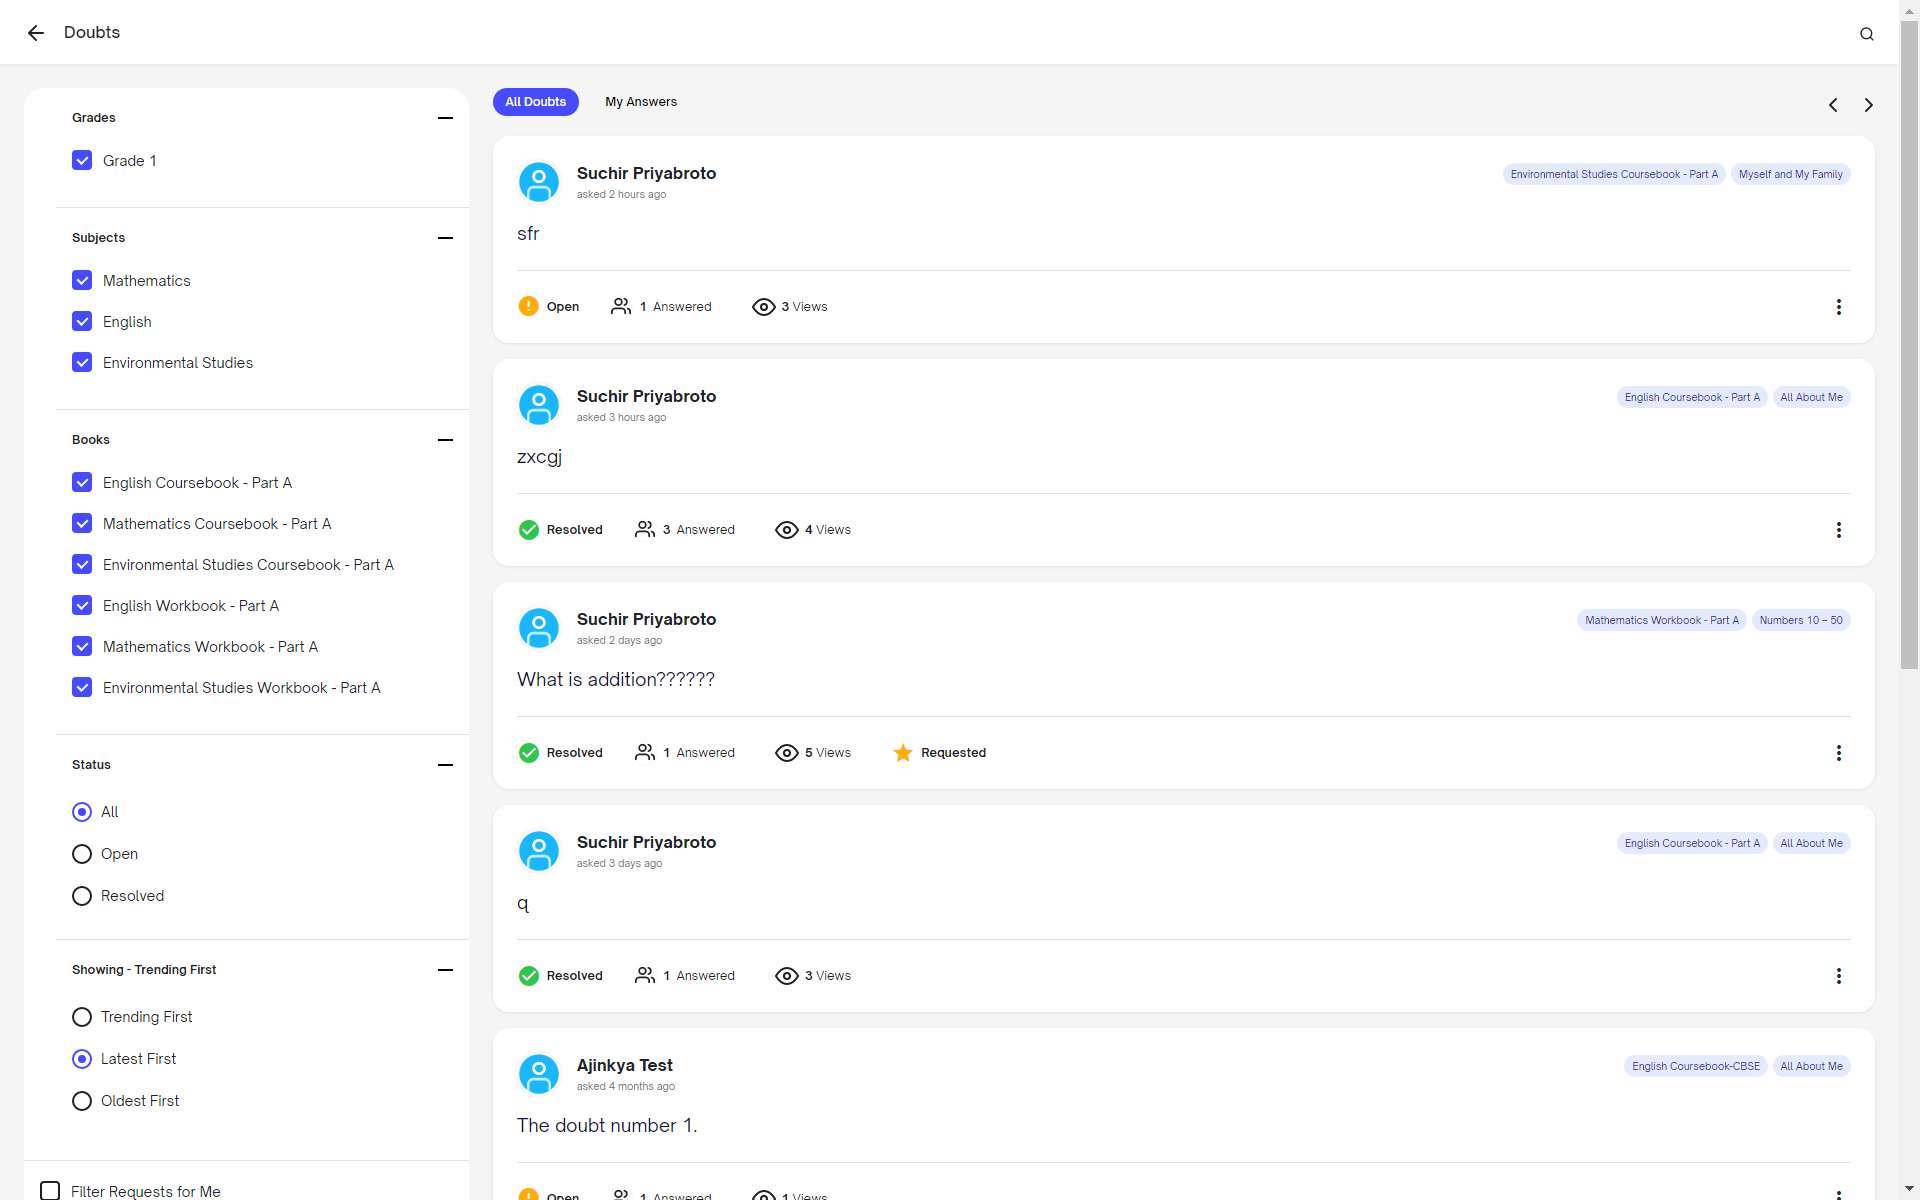 Doubts
Grades
Grade 1
Subjects
Mathematics
English
Environmental Studies
Books
English Coursebook - Part A
Mathematics Coursebook - Part A
Environmental Studies Coursebook - Part A
English Workbook - Part A
Mathematics Workbook - Part A
Environmental Studies Workbook - Part A
Status
All
Open
Resolved
Showing - Trending First
Trending First
Latest First
Oldest First
Filter Requests for Me
All Doubts My Answers
Suchir Priyabroto
asked 2 hours ago
Environmental Studies Coursebook - Part A Myself and My Family
sfr
Open 1 Answered 3 Views
Suchir Priyabroto
asked 3 hours ago
English Coursebook - Part A All About Me
zxcgj
Resolved 3 Answered 4 Views
Suchir Priyabroto
asked 2 days ago
Mathematics Workbook - Part A Numbers 10 – 50
What is addition??????
Resolved 1 Answered 5 Views Requested
Suchir Priyabroto
asked 3 days ago
English Coursebook - Part A All About Me
q
Resolved 1 Answered 3 Views
Ajinkya Test
asked 4 months ago
English Coursebook-CBSE All About Me
The doubt number 1.
Open 1 Answered 1 Views